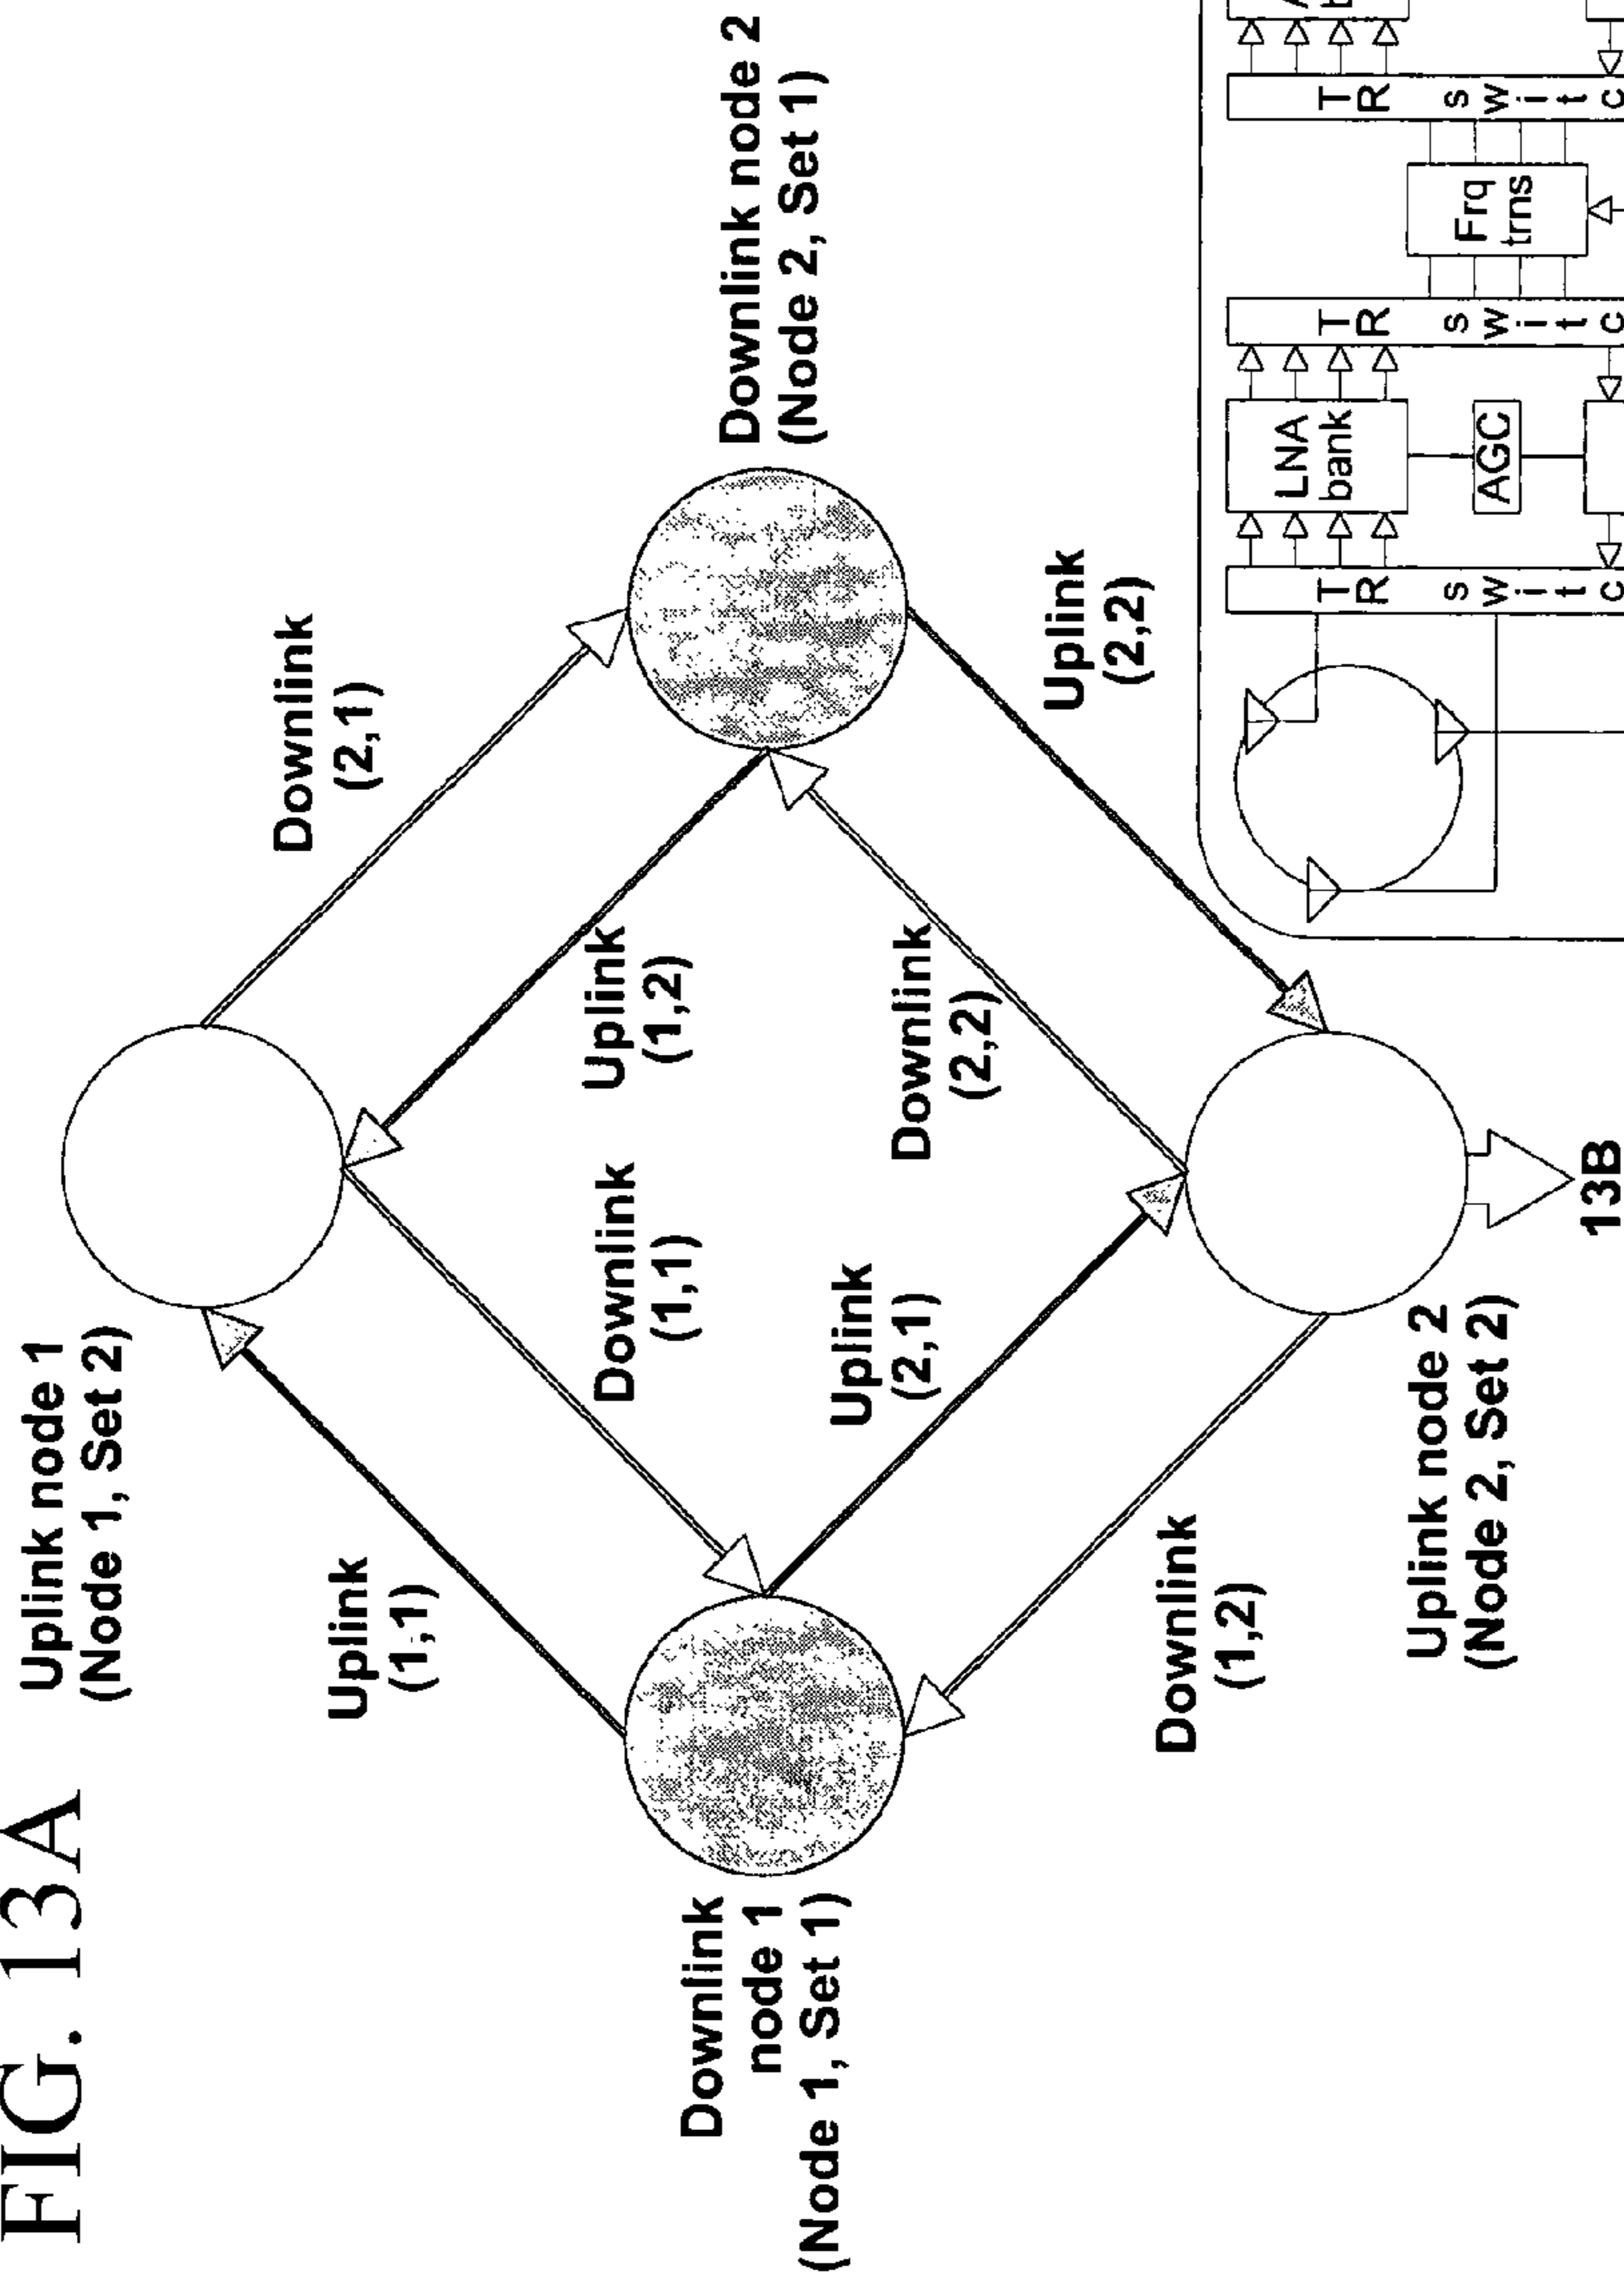 FIG. 13A
Uplink node 1
(Node 1, Set 2)
Uplink
(1,1)
Downlink
(2,1)
Uplink
(1,2)
Downlink
(1,1)
Downlink
node 1
(Node 1, Set 1)
Downlink node 2
(Node 2, Set 1)
Uplink
(2,1)
Downlink
(2,2)
Uplink
(2,2)
Downlink
(1,2)
Uplink node 2
(Node 2, Set 2)
13B
T
R
s
w
i
t
c
LNA
bank
AGC
T
R
s
w
i
t
c
Frq
trns
T
R
s
w
i
t
c